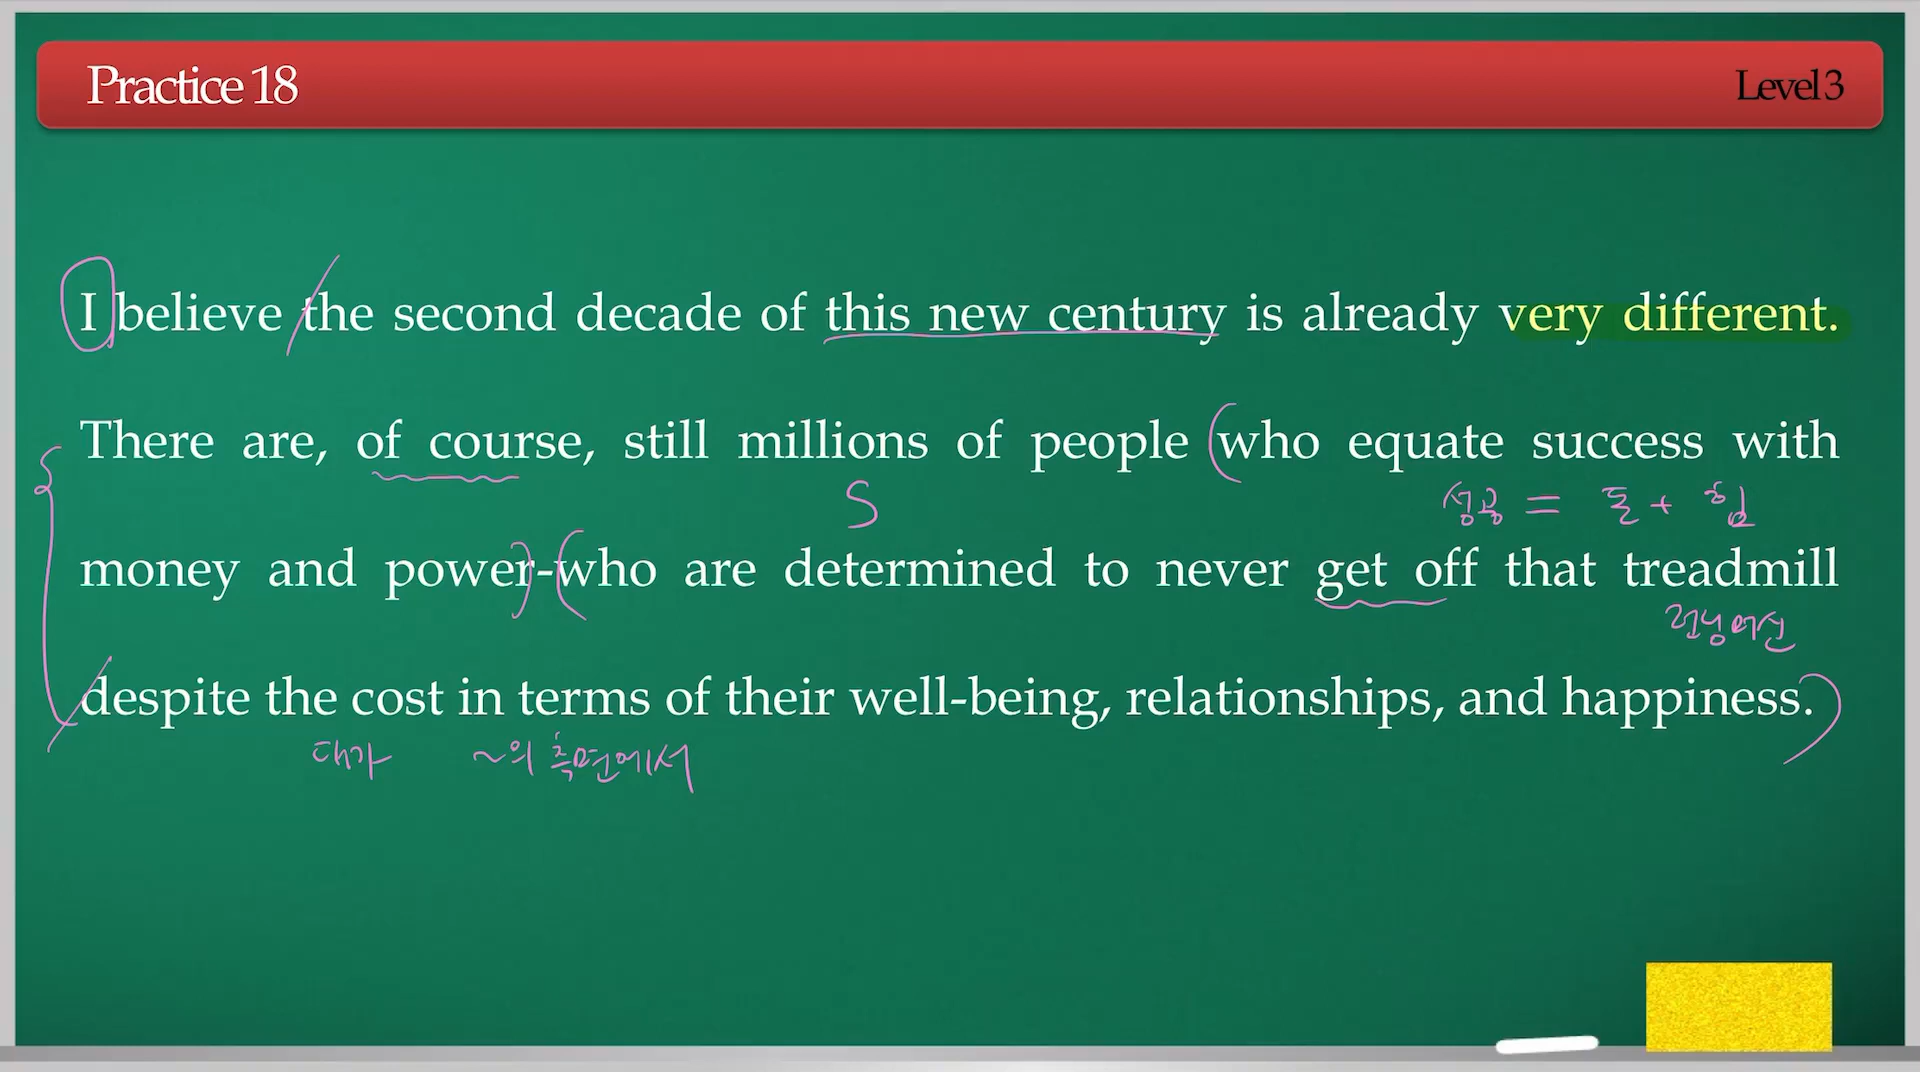 Practice 18
Level 3
I believe the second decade of this new century is already very different.
There are, of course, still millions of people who equate success with
S
성공 = 돈 + 힘
money and power-who are determined to never get off that treadmill
런닝머신
despite the cost in terms of their well-being, relationships, and happiness.
대가 ~의 측면에서